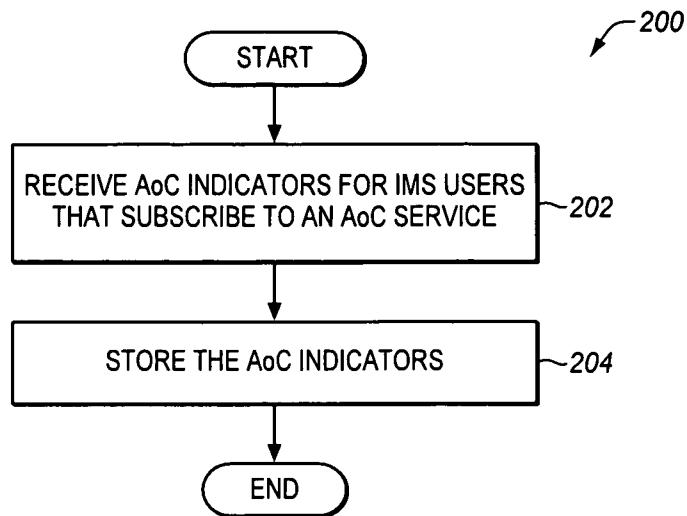 200
START
RECEIVE AoC INDICATORS FOR IMS USERS
THAT SUBSCRIBE TO AN AoC SERVICE
202
STORE THE AoC INDICATORS
204
END